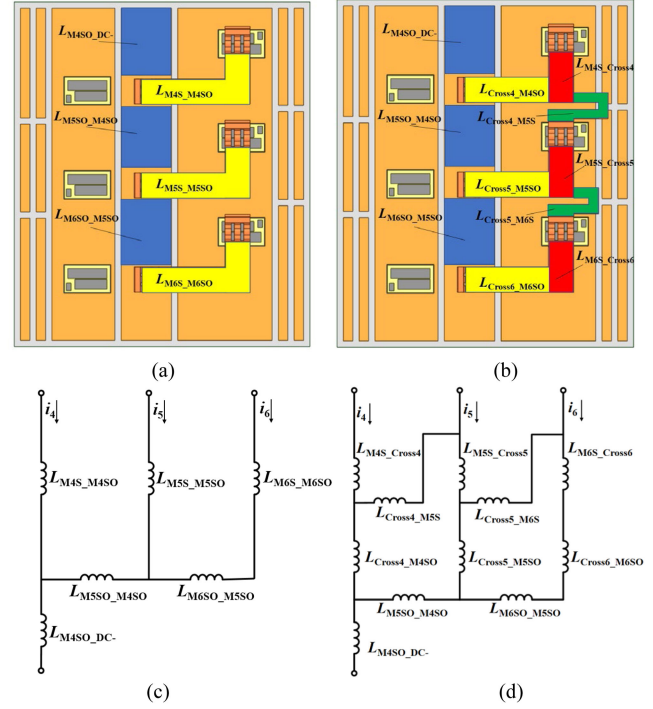 LM4SO_DC-
LM4S_M4SO
LM5SO_M4SO
LM5S_M5SO
LM6SO_M5SO
LM6S_M6SO
(a)
LM4SO_DC-
LM4S_Cross4
LCross4_M4SO
LCross4_M5S
LM5SO_M4SO
LM5S_Cross5
LCross5_M5SO
LM6SO_M5SO
LCross5_M6S
LM6S_Cross6
LCross6_M6SO
(b)
i4 i5 i6
LM4S_M4SO LM5S_M5SO LM6S_M6SO
LM5SO_M4SO LM6SO_M5SO
LM4SO_DC-
(c)
i4 i5 i6
LM4S_Cross4 LM5S_Cross5 LM6S_Cross6
LCross4_M5S LCross5_M6S
LCross4_M4SO LCross5_M5SO LCross6_M6SO
LM5SO_M4SO LM6SO_M5SO
LM4SO_DC-
(d)